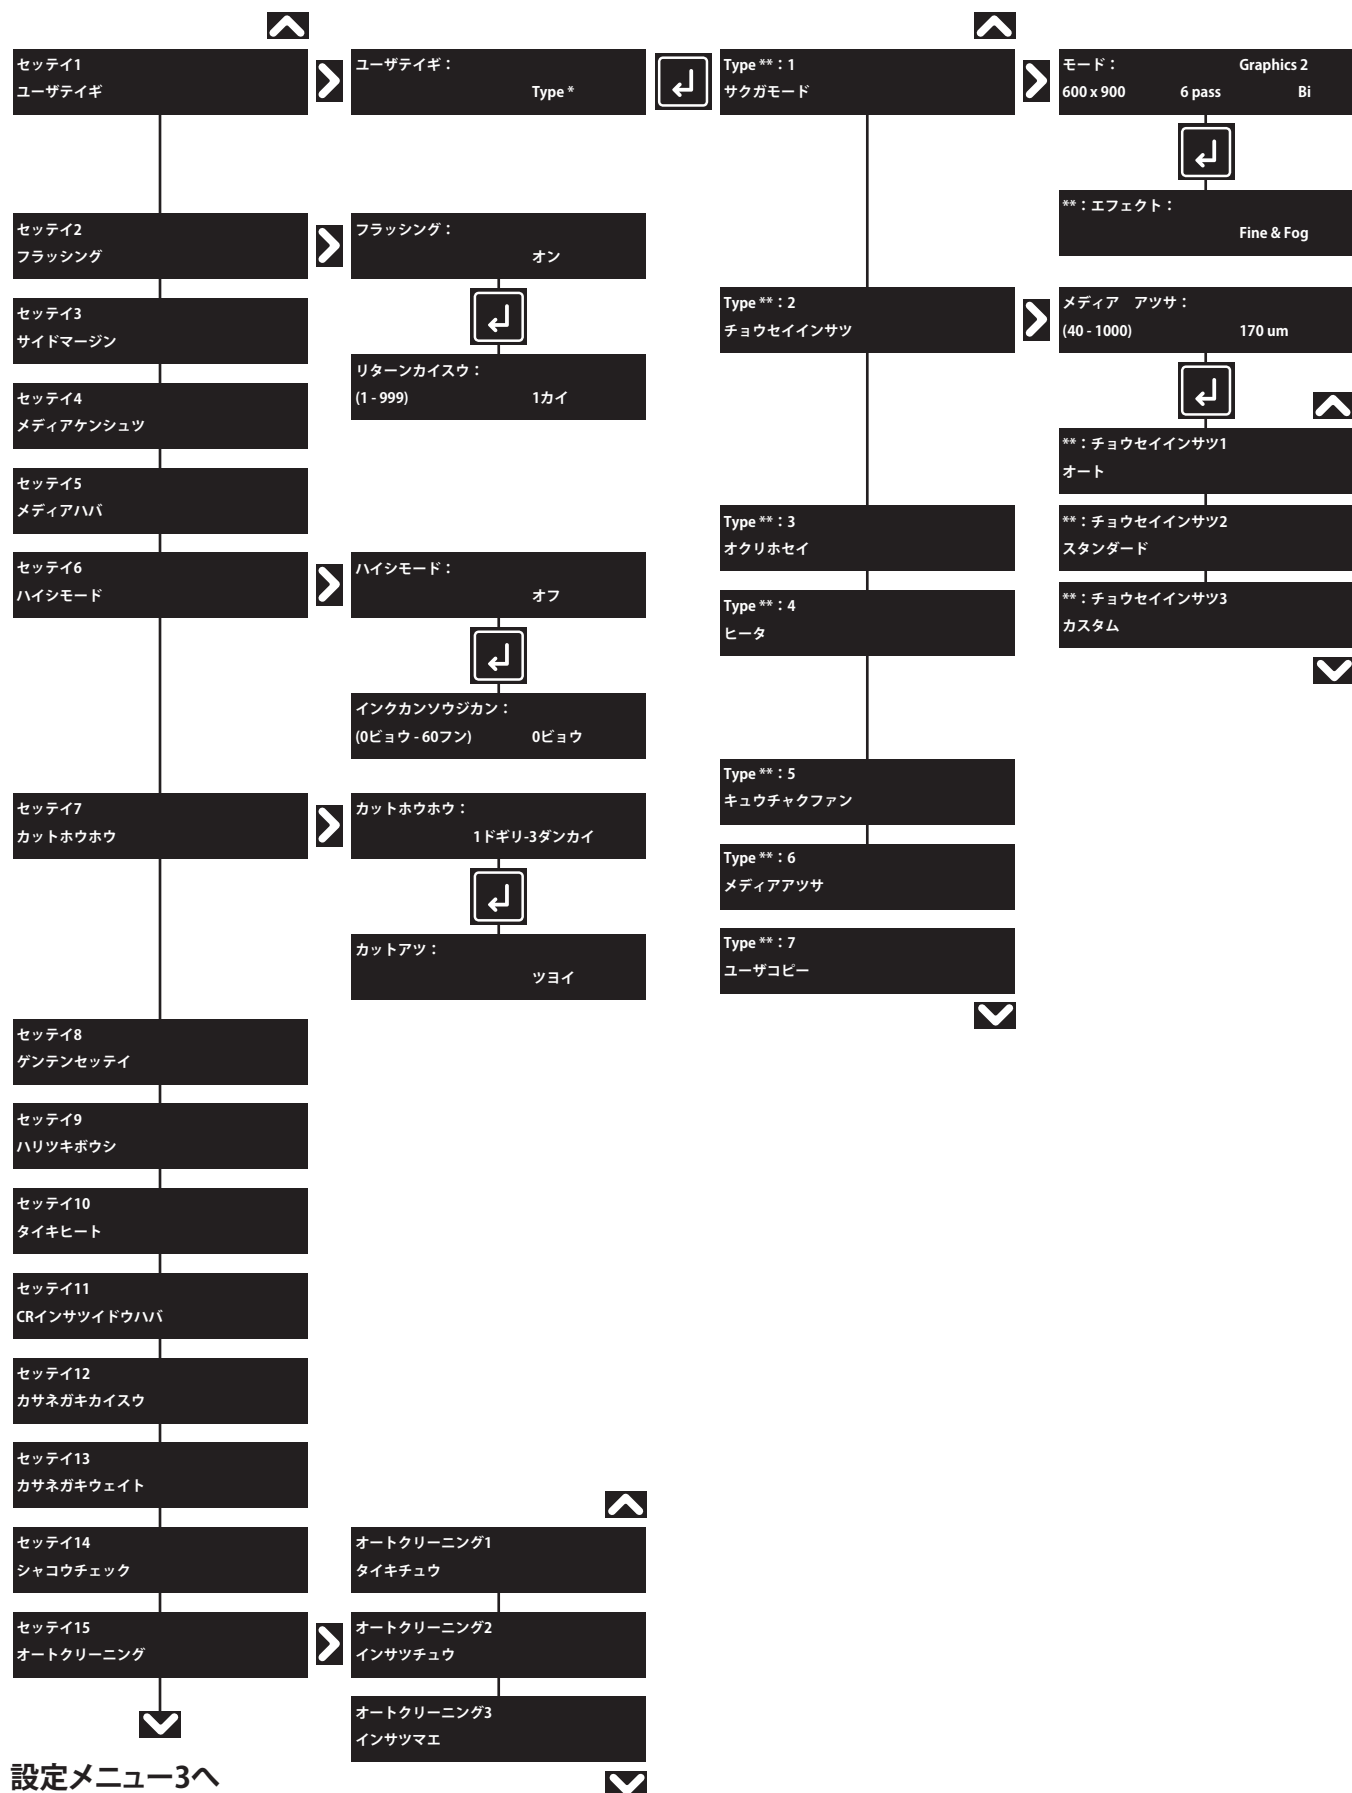 セッテイ1
ユーザテイギ
ユーザテイギ：
Type *
Type **：1
サクガモード
モード： Graphics 2
600 x 900 6 pass Bi
**：エフェクト：
Fine & Fog
セッテイ2
フラッシング
フラッシング：
オン
リターンカイスウ：
(1 - 999) 1カイ
Type **：2
チョウセイインサツ
メディア　アツサ：
(40 - 1000) 170 um
**：チョウセイインサツ1
オート
**：チョウセイインサツ2
スタンダード
**：チョウセイインサツ3
カスタム
セッテイ3
サイドマージン
セッテイ4
メディアケンシュツ
セッテイ5
メディアハバ
セッテイ6
ハイシモード
ハイシモード：
オフ
インクカンソウジカン：
(0ビョウ - 60フン) 0ビョウ
Type **：3
オクリホセイ
Type **：4
ヒータ
Type **：5
キュウチャクファン
Type **：6
メディアアツサ
Type **：7
ユーザコピー
セッテイ7
カットホウホウ
カットホウホウ：
1ドギリ-3ダンカイ
カットアツ：
ツヨイ
セッテイ8
ゲンテンセッテイ
セッテイ9
ハリツキボウシ
セッテイ10
タイキヒート
セッテイ11
CRインサツイドウハバ
セッテイ12
カサネガキカイスウ
セッテイ13
カサネガキウェイト
セッテイ14
シャコウチェック
セッテイ15
オートクリーニング
オートクリーニング1
タイキチュウ
オートクリーニング2
インサツチュウ
オートクリーニング3
インサツマエ
設定メニュー3へ